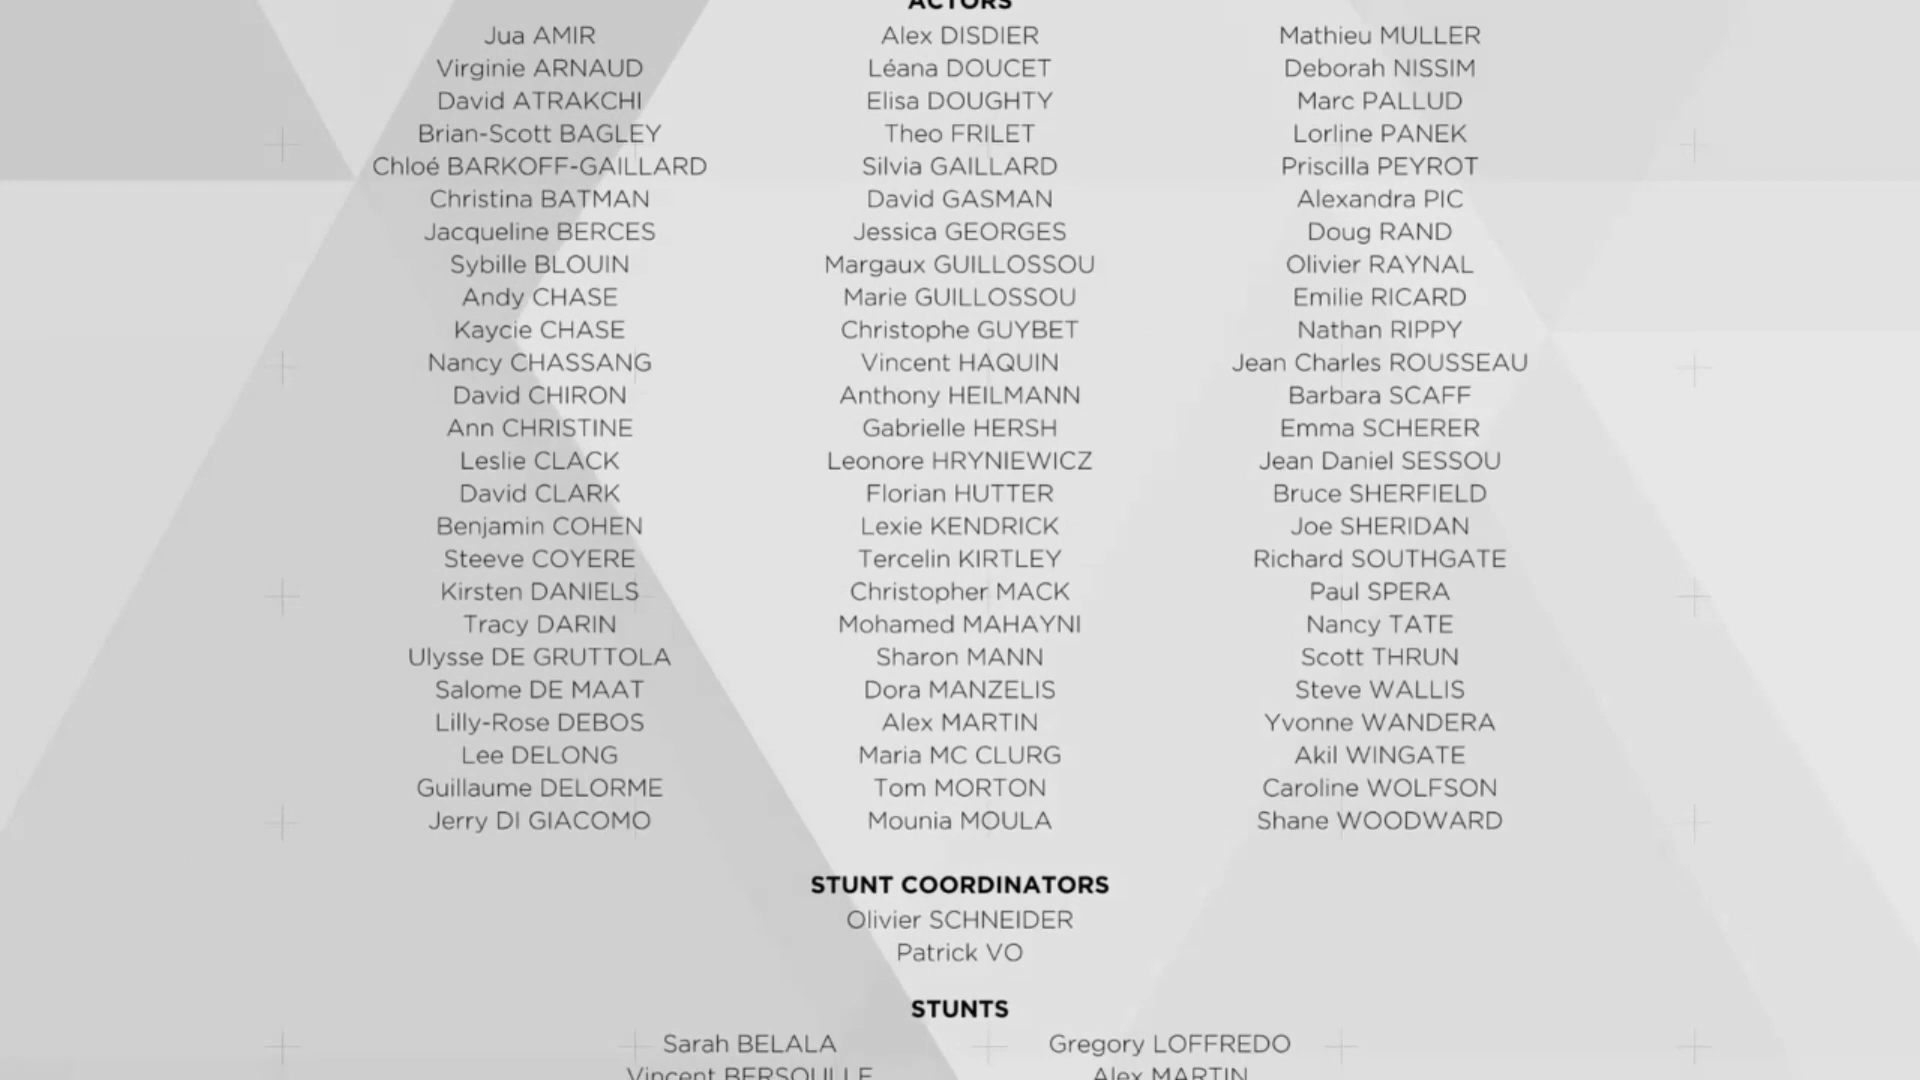 ACTORS
Jua AMIR
Virginie ARNAUD
David ATRAKCHI
Brian-Scott BAGLEY
Chloé BARKOFF-GAILLARD
Christina BATMAN
Jacqueline BERCES
Sybille BLOUIN
Andy CHASE
Kaycie CHASE
Nancy CHASSANG
David CHIRON
Ann CHRISTINE
Leslie CLACK
David CLARK
Benjamin COHEN
Steeve COYERE
Kirsten DANIELS
Tracy DARIN
Ulysse DE GRUTTOLA
Salome DE MAAT
Lilly-Rose DEBOS
Lee DELONG
Guillaume DELORME
Jerry DI GIACOMO
Alex DISDIER
Léana DOUCET
Elisa DOUGHTY
Theo FRILET
Silvia GAILLARD
David GASMAN
Jessica GEORGES
Margaux GUILLOSSOU
Marie GUILLOSSOU
Christophe GUYBET
Vincent HAQUIN
Anthony HEILMANN
Gabrielle HERSH
Leonore HRYNIEWICZ
Florian HUTTER
Lexie KENDRICK
Tercelin KIRTLEY
Christopher MACK
Mohamed MAHAYNI
Sharon MANN
Dora MANZELIS
Alex MARTIN
Maria MC CLURG
Tom MORTON
Mounia MOULA
Mathieu MULLER
Deborah NISSIM
Marc PALLUD
Lorline PANEK
Priscilla PEYROT
Alexandra PIC
Doug RAND
Olivier RAYNAL
Emilie RICARD
Nathan RIPPY
Jean Charles ROUSSEAU
Barbara SCAFF
Emma SCHERER
Jean Daniel SESSOU
Bruce SHERFIELD
Joe SHERIDAN
Richard SOUTHGATE
Paul SPERA
Nancy TATE
Scott THRUN
Steve WALLIS
Yvonne WANDERA
Akil WINGATE
Caroline WOLFSON
Shane WOODWARD
STUNT COORDINATORS
Olivier SCHNEIDER
Patrick VO
STUNTS
Sarah BELALA
Vincent BERSOULLE
Gregory LOFFREDO
Alex MARTIN